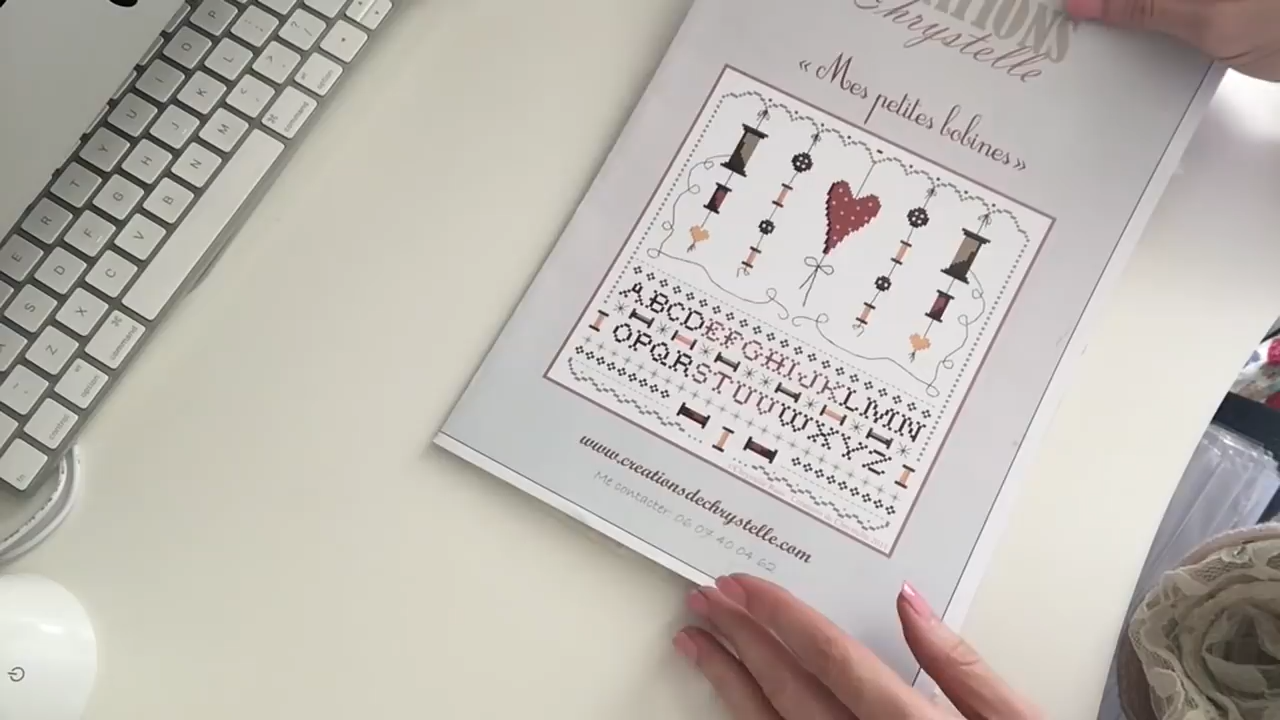 Chrystelle
« Mes petites bobines »
ABCDEFGHIJKLMN
OPQRSTUVWXYZ
www.creationsdechrystelle.com
Me contacter: 06 07 40 04 62